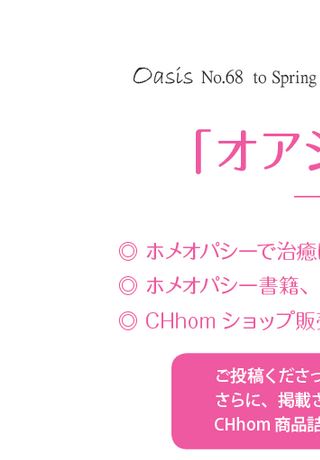 Oasis No.68 to Spring
「オアシ
◎ ホメオパシーで治癒
◎ ホメオパシー書籍、
◎ CHhom ショップ販
ご投稿くださっ
さらに、掲載さ
CHhom 商品詰